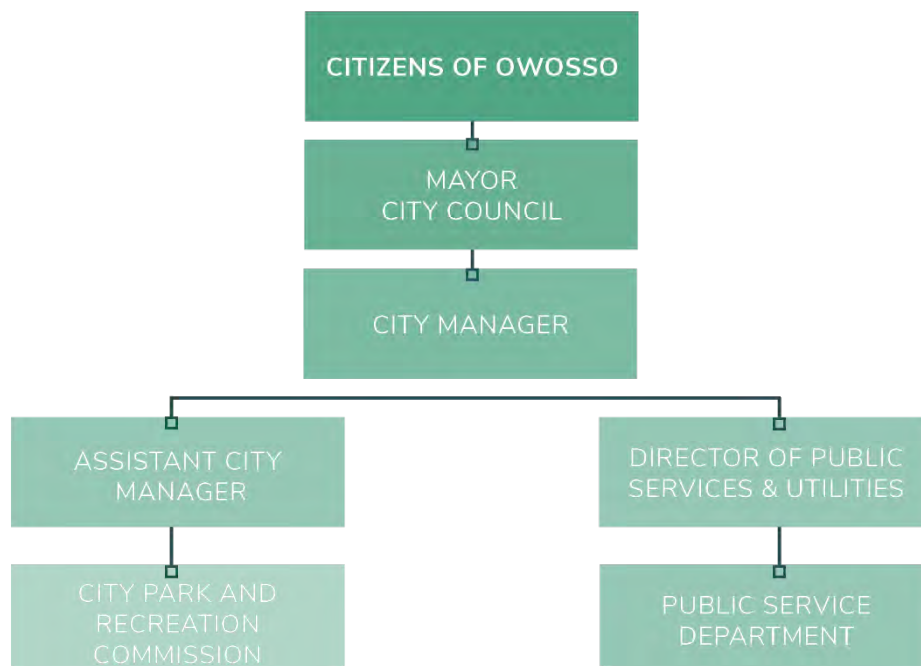 CITIZENS OF OWOSSO
MAYOR
CITY COUNCIL
CITY MANAGER
ASSISTANT CITY
MANAGER
DIRECTOR OF PUBLIC
SERVICES & UTILITIES
CITY PARK AND
RECREATION
COMMISSION
PUBLIC SERVICE
DEPARTMENT